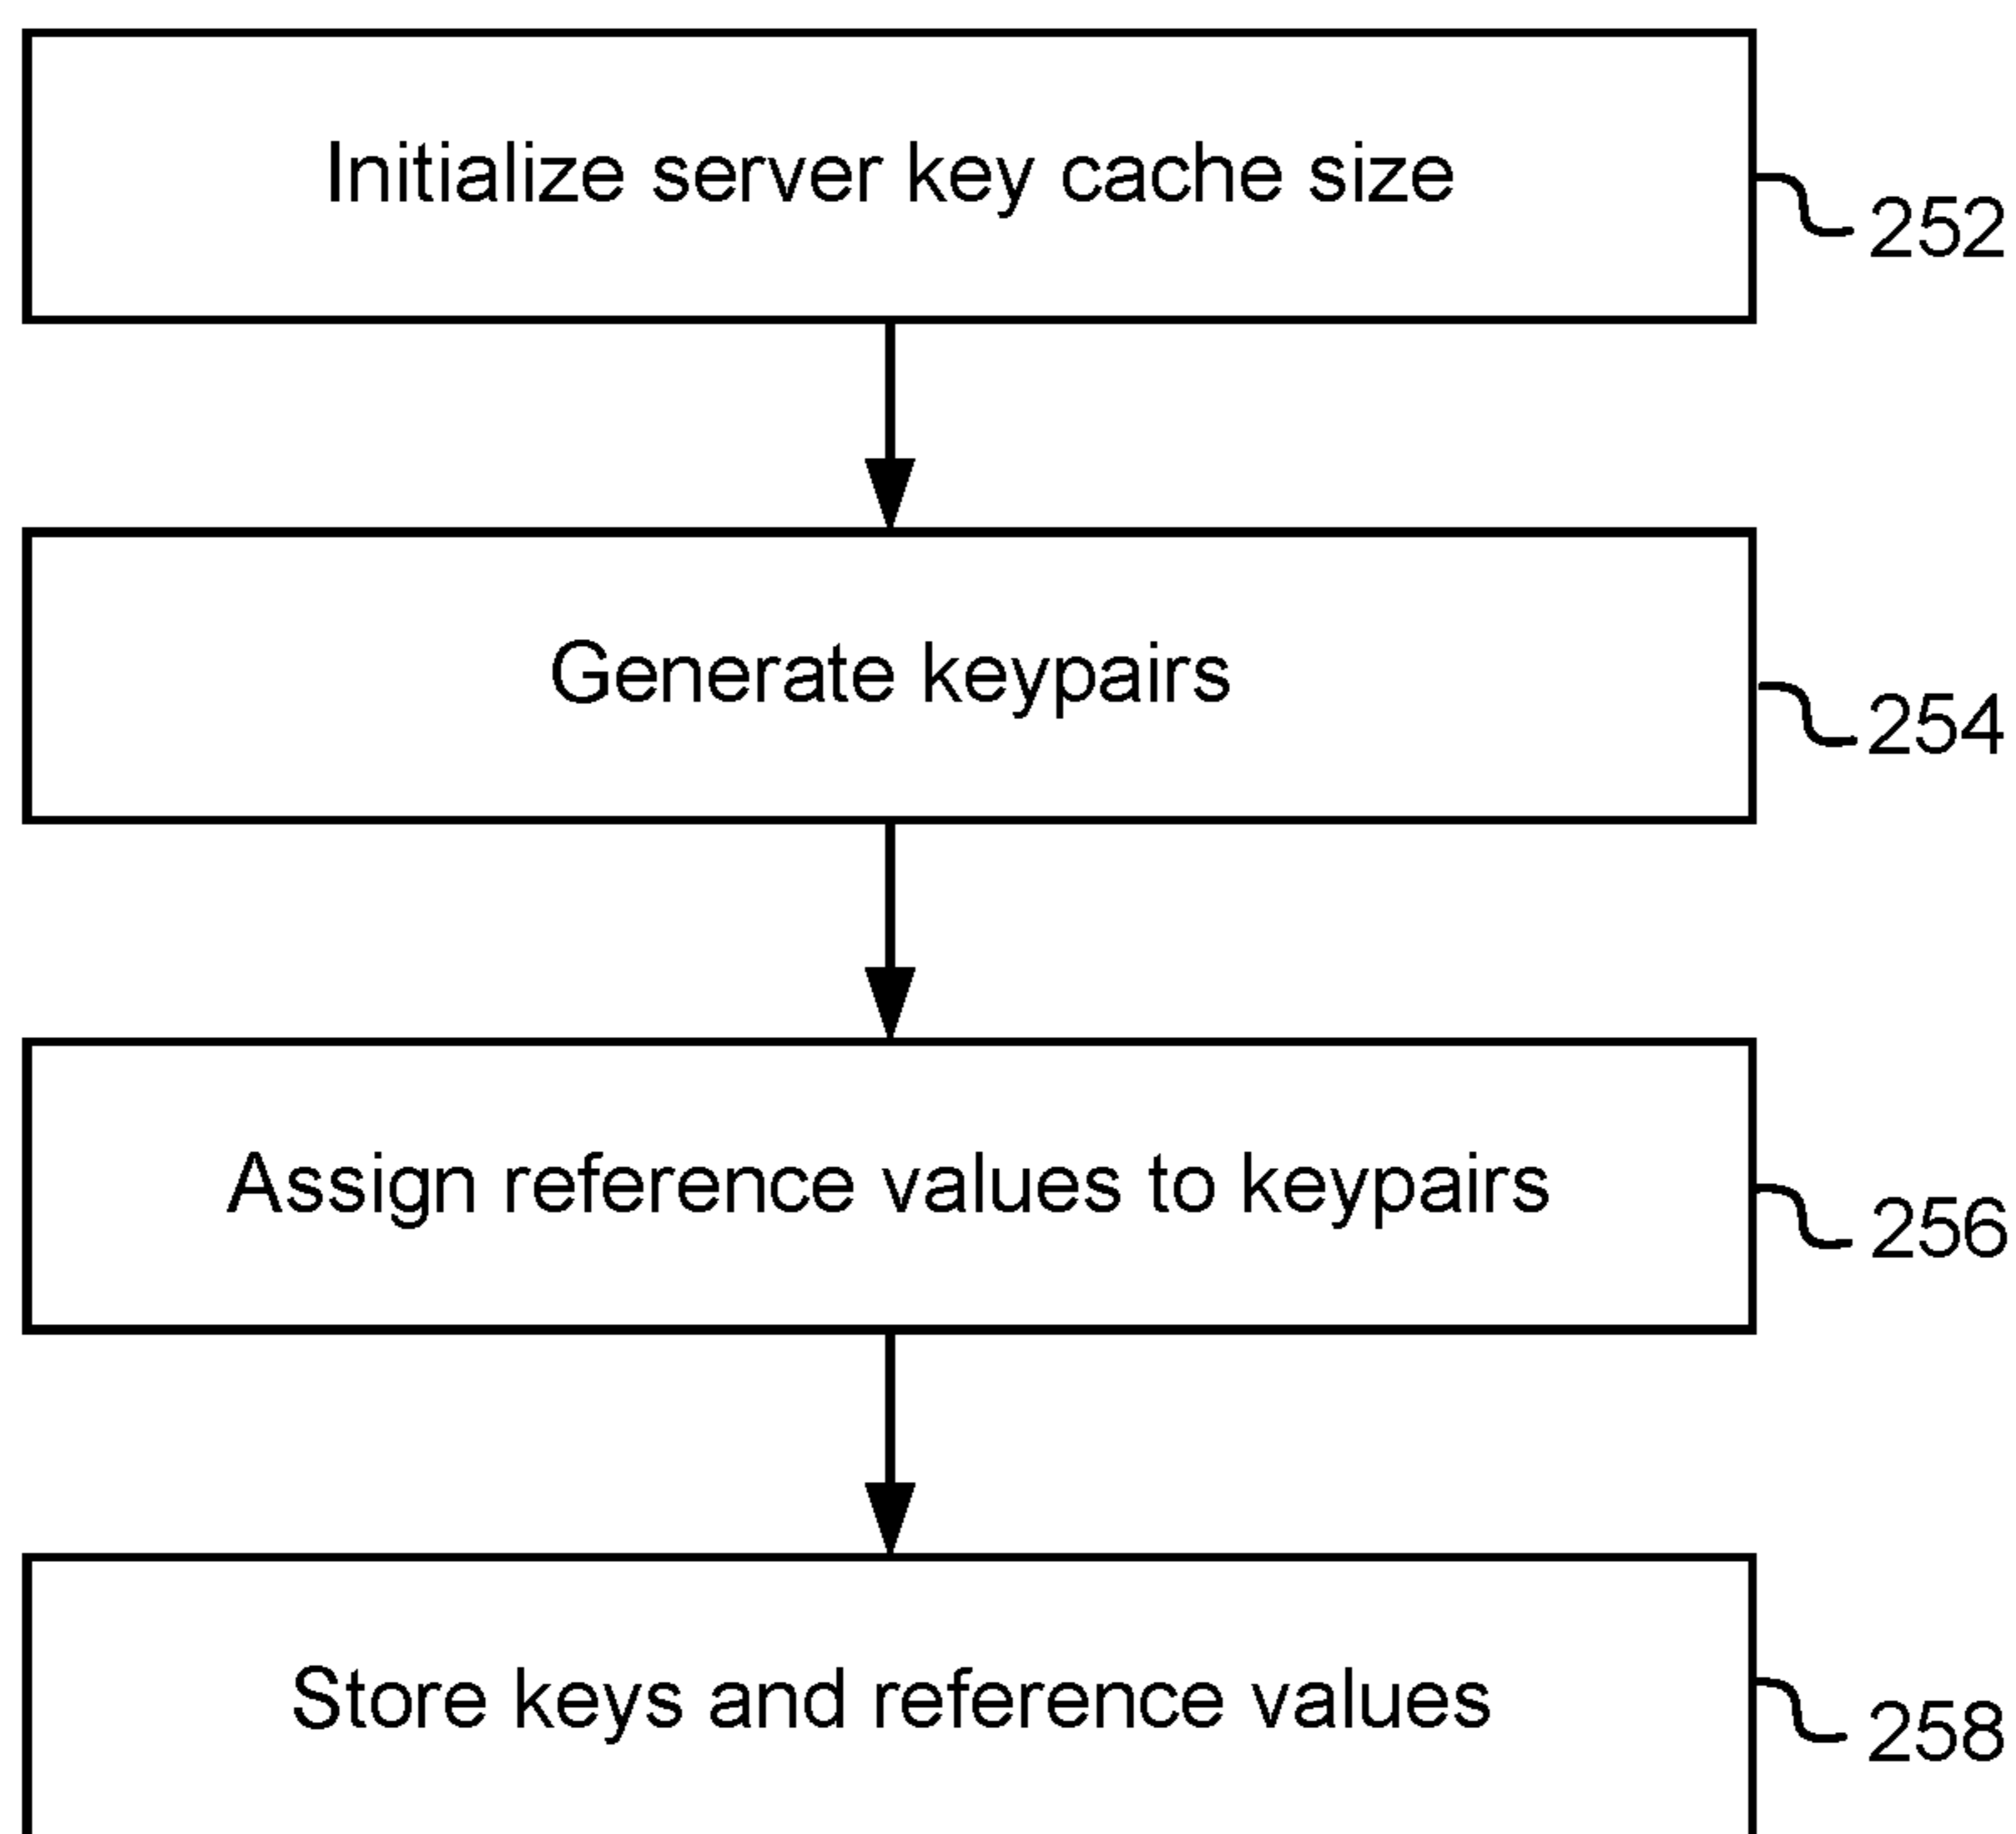 Initialize server key cache size
252
Generate keypairs
254
Assign reference values to keypairs
256
Store keys and reference values
258